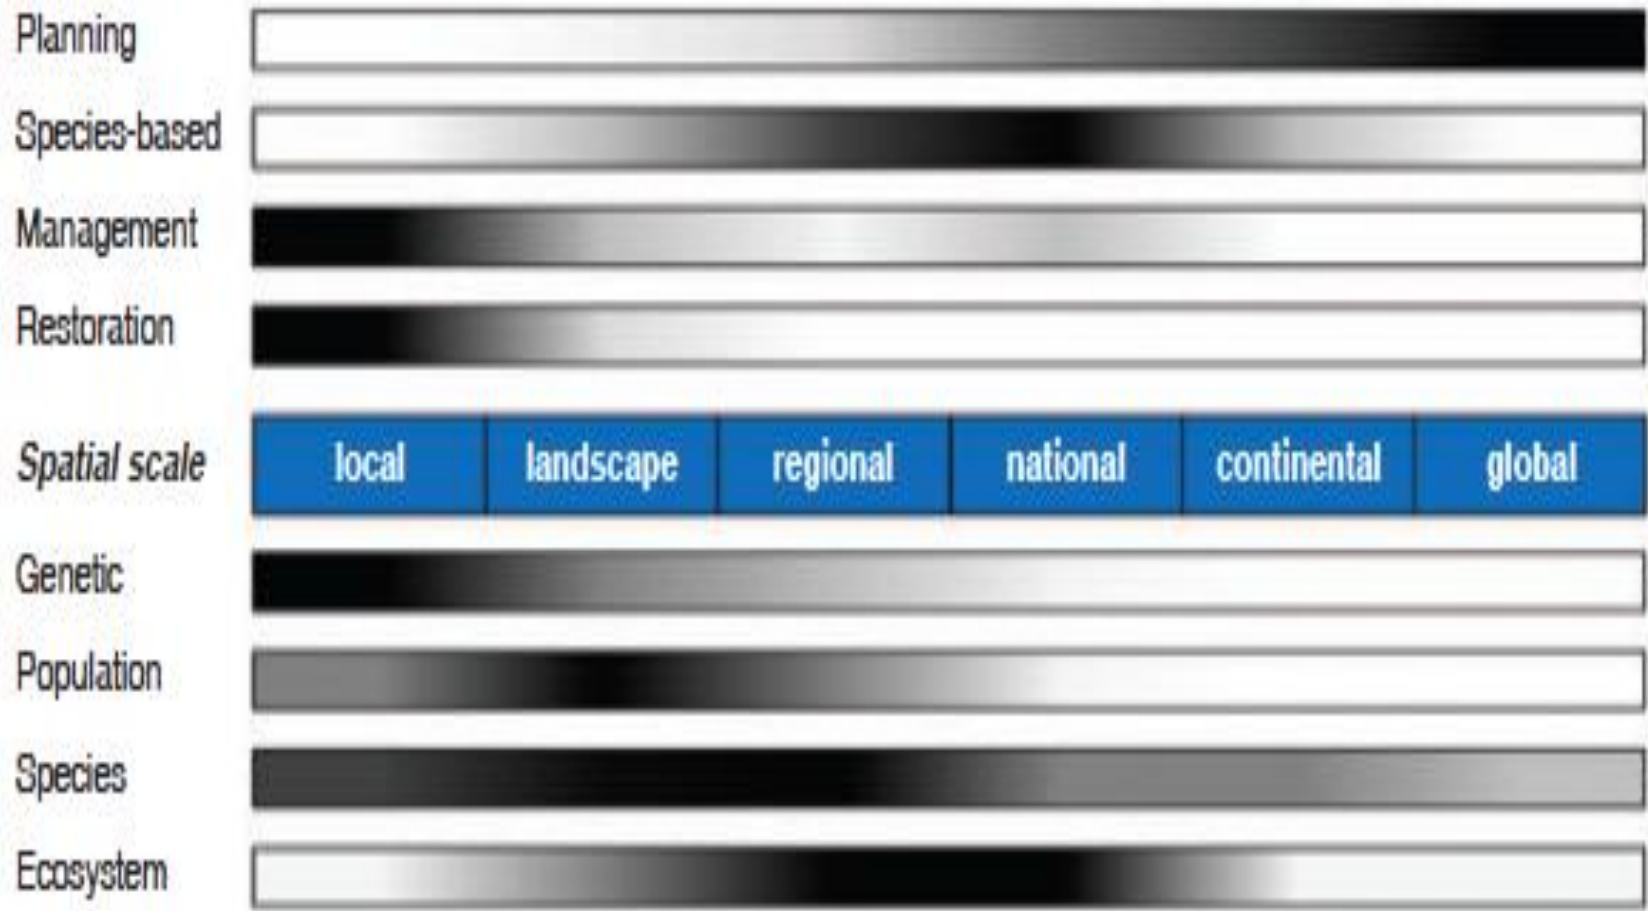 Planning
Species-based
Management
Restoration
Spatial scale local landscape regional national continental global
Genetic
Population
Species
Ecosystem